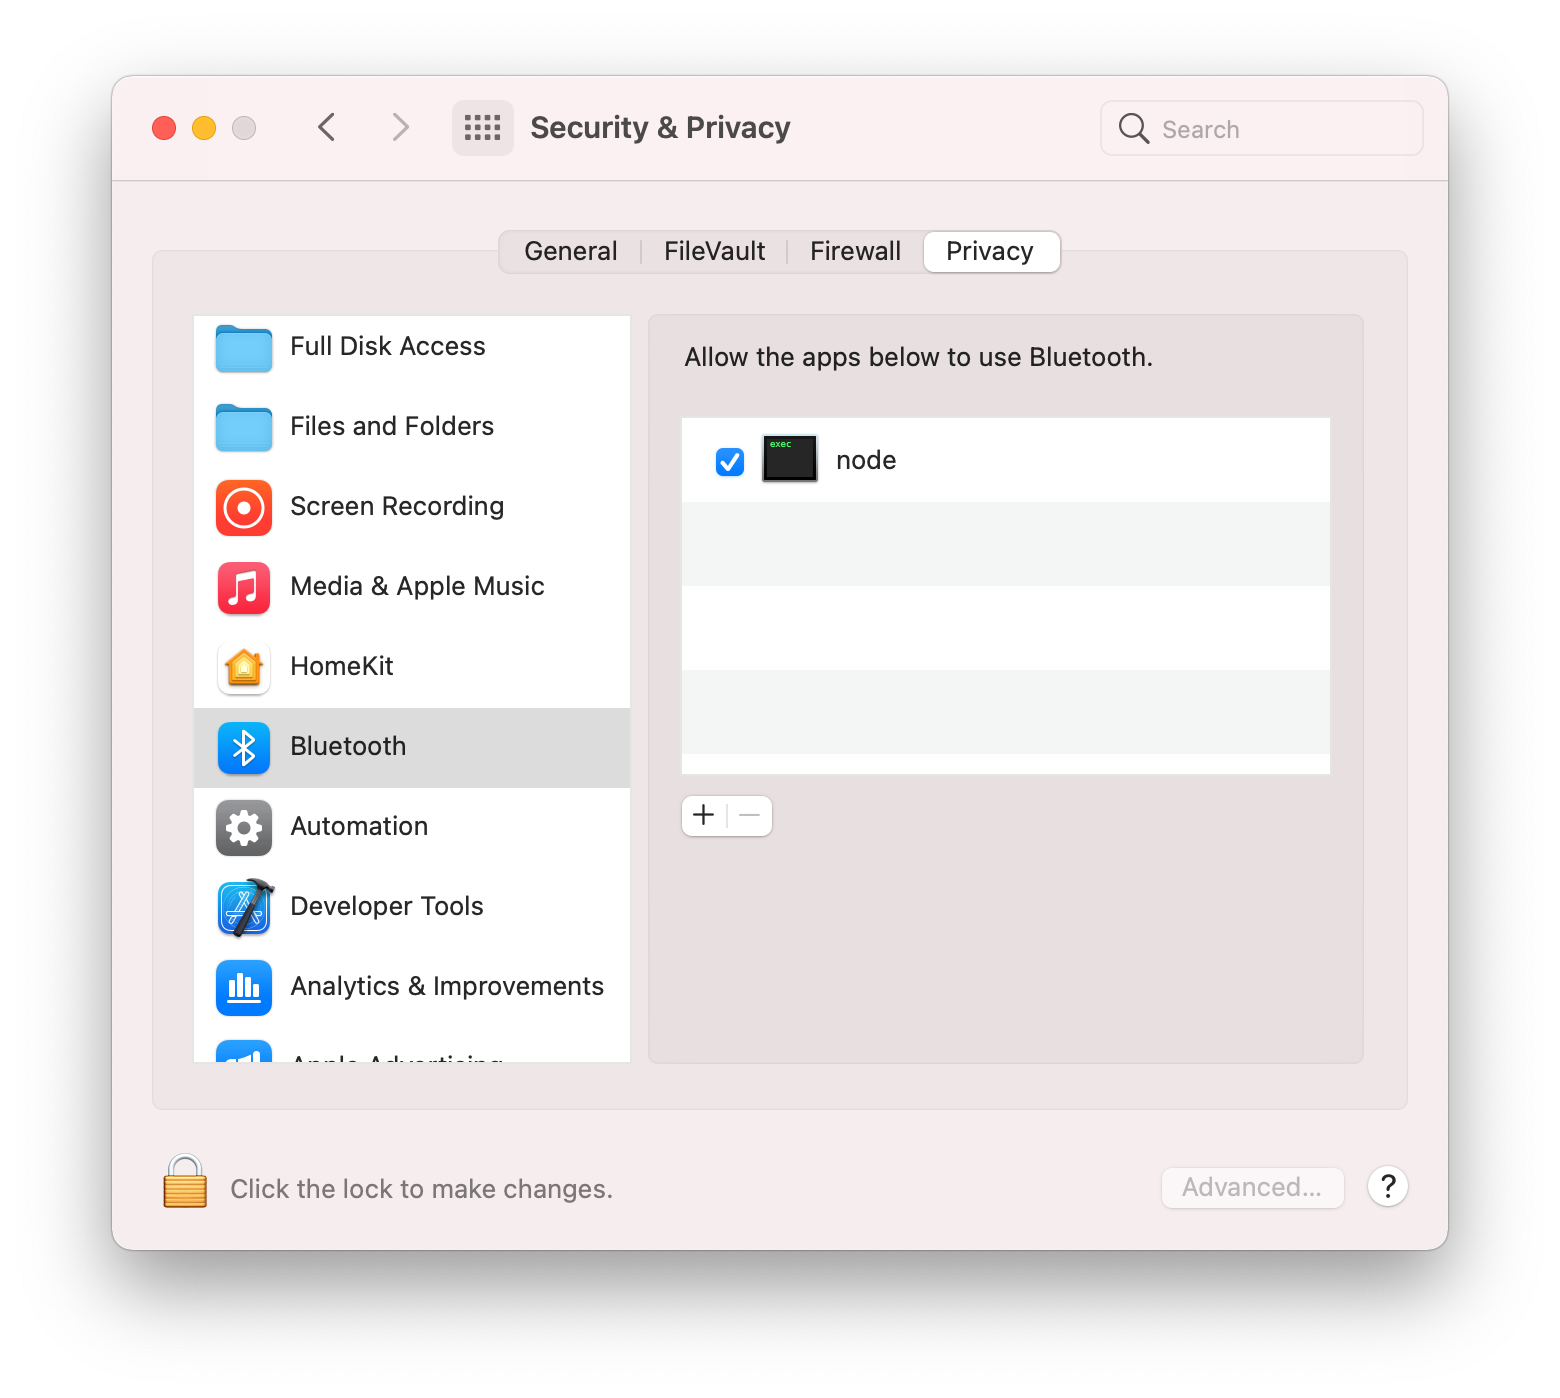 Security & Privacy
Search
General
FileVault
Firewall
Privacy
Full Disk Access
Files and Folders
Screen Recording
Media & Apple Music
HomeKit
Bluetooth
Automation
Developer Tools
Analytics & Improvements
Apple Advertising
Allow the apps below to use Bluetooth.
exec
node
Click the lock to make changes.
Advanced...
?